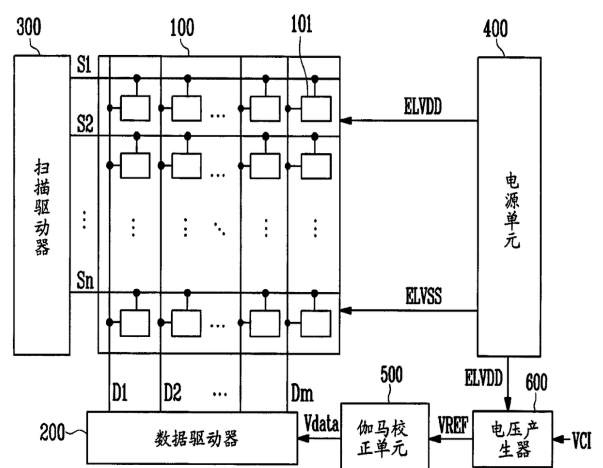 300
100
101
400
S1
S2
Sn
扫描驱动器
ELVDD
ELVSS
电源单元
D1 D2 ... Dm
ELVDD
500
600
200
数据驱动器
Vdata
伽马校
正单元
VREF
电压产
生器
VCI